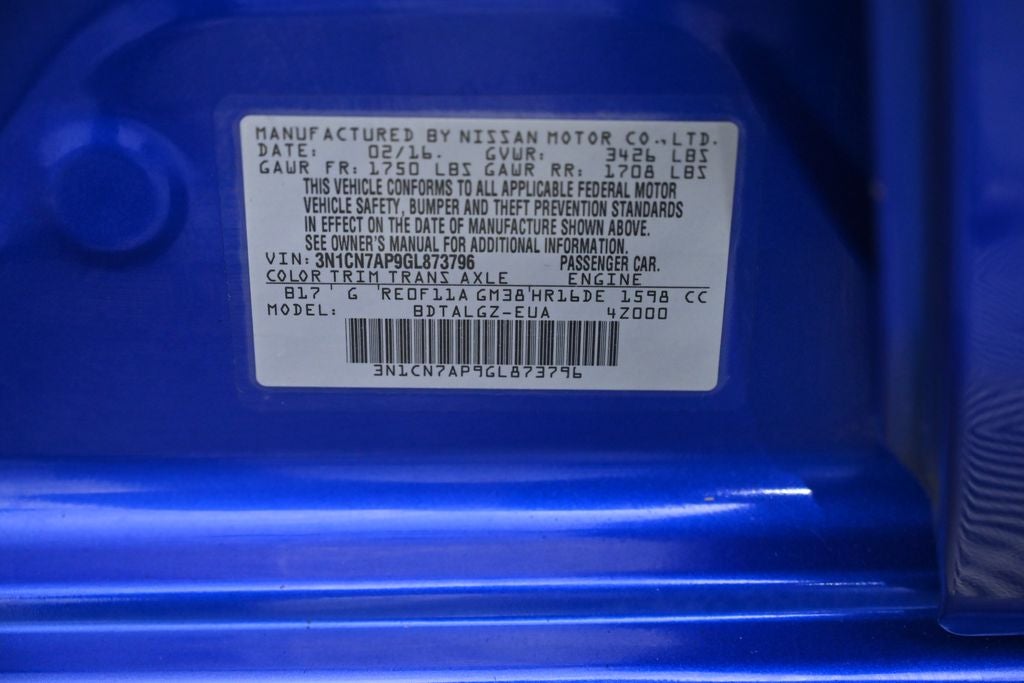 MANUFACTURED BY NISSAN MOTOR CO.,LTD.
DATE: 02/16. GVWR: 3426 LBS
GAWR FR: 1750 LBS GAWR RR: 1708 LBS
THIS VEHICLE CONFORMS TO ALL APPLICABLE FEDERAL MOTOR
VEHICLE SAFETY, BUMPER AND THEFT PREVENTION STANDARDS
IN EFFECT ON THE DATE OF MANUFACTURE SHOWN ABOVE.
SEE OWNER'S MANUAL FOR ADDITIONAL INFORMATION.
VIN: 3N1CN7AP9GL873796 PASSENGER CAR.
COLOR TRIM TRANS AXLE ENGINE
B17 ' G 'RE0F11A GM38'HR16DE 1598 CC
MODEL: BDTALGZ-EUA 4Z000
3N1CN7AP9GL873796